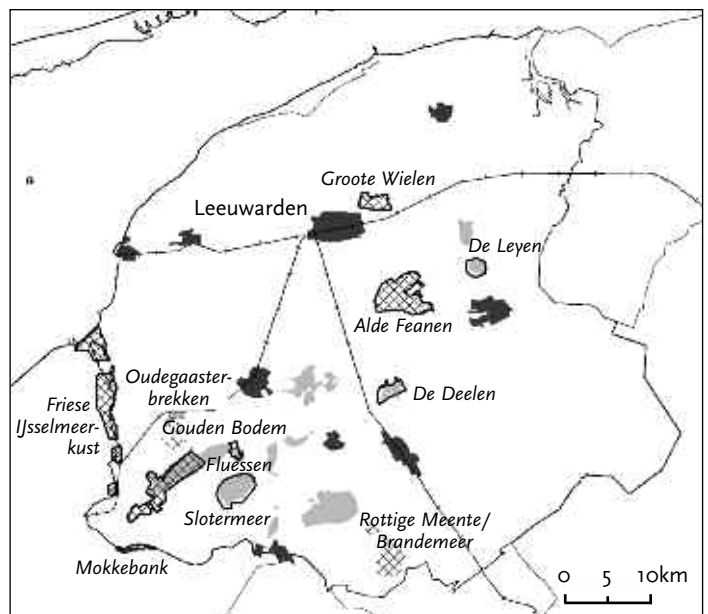 Groote Wielen
Leeuwarden
De Leyen
Alde Feanen
Oudegaaster-
brekken
De Deelen
Friese
IJsselmeer-
kust
Gouden Bodem
Fluessen
Slotermeer
Rottige Meente/
Brandemeer
Mokkebank
0 5 10km